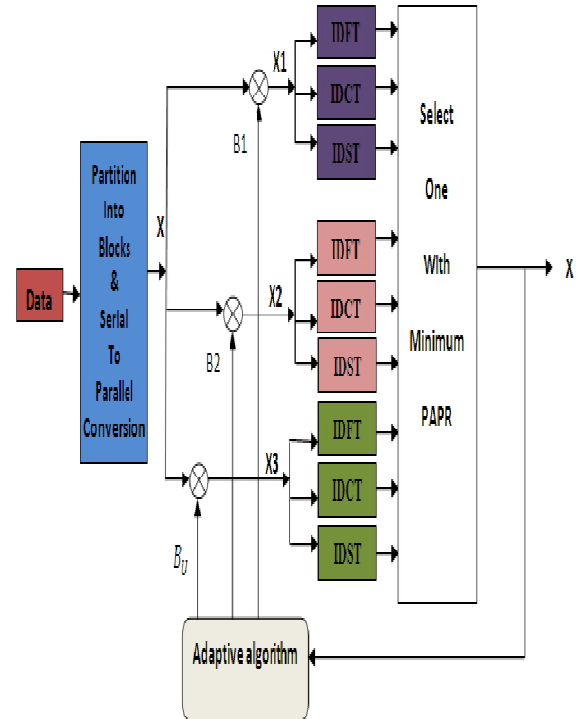 Data
Partition
Into
Blocks
&
Serial
To
Parallel
Conversion
X
B1
X1
IDFT
IDCT
IDST
B2
X2
IDFT
IDCT
IDST
B_U
X3
IDFT
IDCT
IDST
Select
One
With
Minimum
PAPR
X
Adaptive algorithm